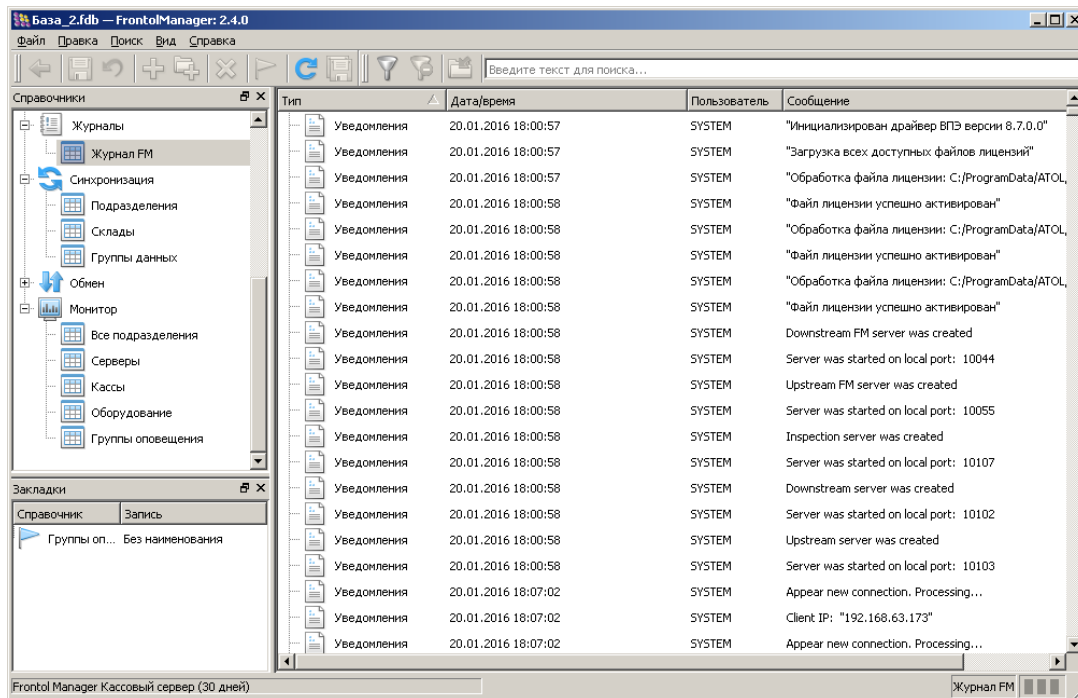 База_2.fdb — FrontolManager: 2.4.0
Файл Правка Поиск Вид Справка
Введите текст для поиска...
Справочники
Журналы
Журнал FM
Синхронизация
Подразделения
Склады
Группы данных
Обмен
Монитор
Все подразделения
Серверы
Кассы
Оборудование
Группы оповещения
Закладки
Справочник Запись
Группы оп... Без наименования
Тип Дата/время Пользователь Сообщение
Уведомления 20.01.2016 18:00:57 SYSTEM "Инициализирован драйвер ВПЭ версии 8.7.0.0"
Уведомления 20.01.2016 18:00:57 SYSTEM "Загрузка всех доступных файлов лицензий"
Уведомления 20.01.2016 18:00:57 SYSTEM "Обработка файла лицензии: C:/ProgramData/ATOL,
Уведомления 20.01.2016 18:00:58 SYSTEM "Файл лицензии успешно активирован"
Уведомления 20.01.2016 18:00:58 SYSTEM "Обработка файла лицензии: C:/ProgramData/ATOL,
Уведомления 20.01.2016 18:00:58 SYSTEM "Файл лицензии успешно активирован"
Уведомления 20.01.2016 18:00:58 SYSTEM "Обработка файла лицензии: C:/ProgramData/ATOL,
Уведомления 20.01.2016 18:00:58 SYSTEM "Файл лицензии успешно активирован"
Уведомления 20.01.2016 18:00:58 SYSTEM Downstream FM server was created
Уведомления 20.01.2016 18:00:58 SYSTEM Server was started on local port: 10044
Уведомления 20.01.2016 18:00:58 SYSTEM Upstream FM server was created
Уведомления 20.01.2016 18:00:58 SYSTEM Server was started on local port: 10055
Уведомления 20.01.2016 18:00:58 SYSTEM Inspection server was created
Уведомления 20.01.2016 18:00:58 SYSTEM Server was started on local port: 10107
Уведомления 20.01.2016 18:00:58 SYSTEM Downstream server was created
Уведомления 20.01.2016 18:00:58 SYSTEM Server was started on local port: 10102
Уведомления 20.01.2016 18:00:58 SYSTEM Upstream server was created
Уведомления 20.01.2016 18:00:58 SYSTEM Server was started on local port: 10103
Уведомления 20.01.2016 18:07:02 SYSTEM Appear new connection. Processing...
Уведомления 20.01.2016 18:07:02 SYSTEM Client IP: "192.168.63.173"
Уведомления 20.01.2016 18:07:02 SYSTEM Appear new connection. Processing...
Frontol Manager Кассовый сервер (30 дней)
Журнал FM